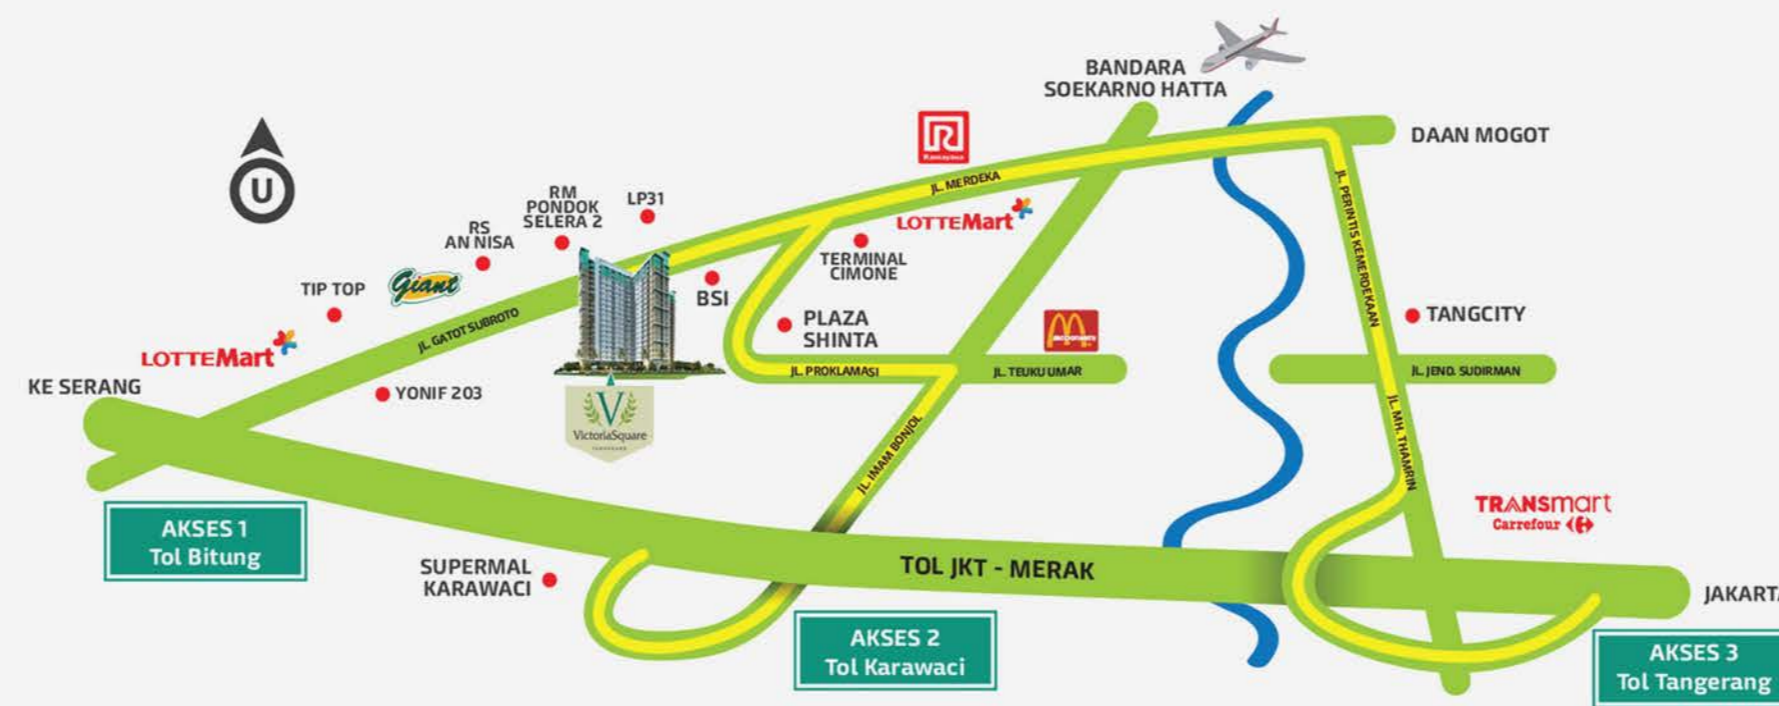 BANDARA
SOEKARNO HATTA
Ramayana
DAAN MOGOT
JL. MERDEKA
U
RM
PONDOK
SELERA 2
LP31
LOTTEMart
JL. PERINTIS KEMERDEKAAN
RS
AN NISA
TERMINAL
CIMONE
Giant
TIP TOP
BSI
PLAZA
SHINTA
McDonald's
TANGCITY
JL. GATOT SUBROTO
LOTTEMart
KE SERANG
YONIF 203
JL. PROKLAMASI
JL. TEUKU UMAR
JL. JEND. SUDIRMAN
V
VictoriaSquare
JL. IMAM BONJOL
JL. MH. THAMRIN
TRANSmart
Carrefour
AKSES 1
Tol Bitung
SUPERMAL
KARAWACI
TOL JKT - MERAK
JAKARTA
AKSES 2
Tol Karawaci
AKSES 3
Tol Tangerang